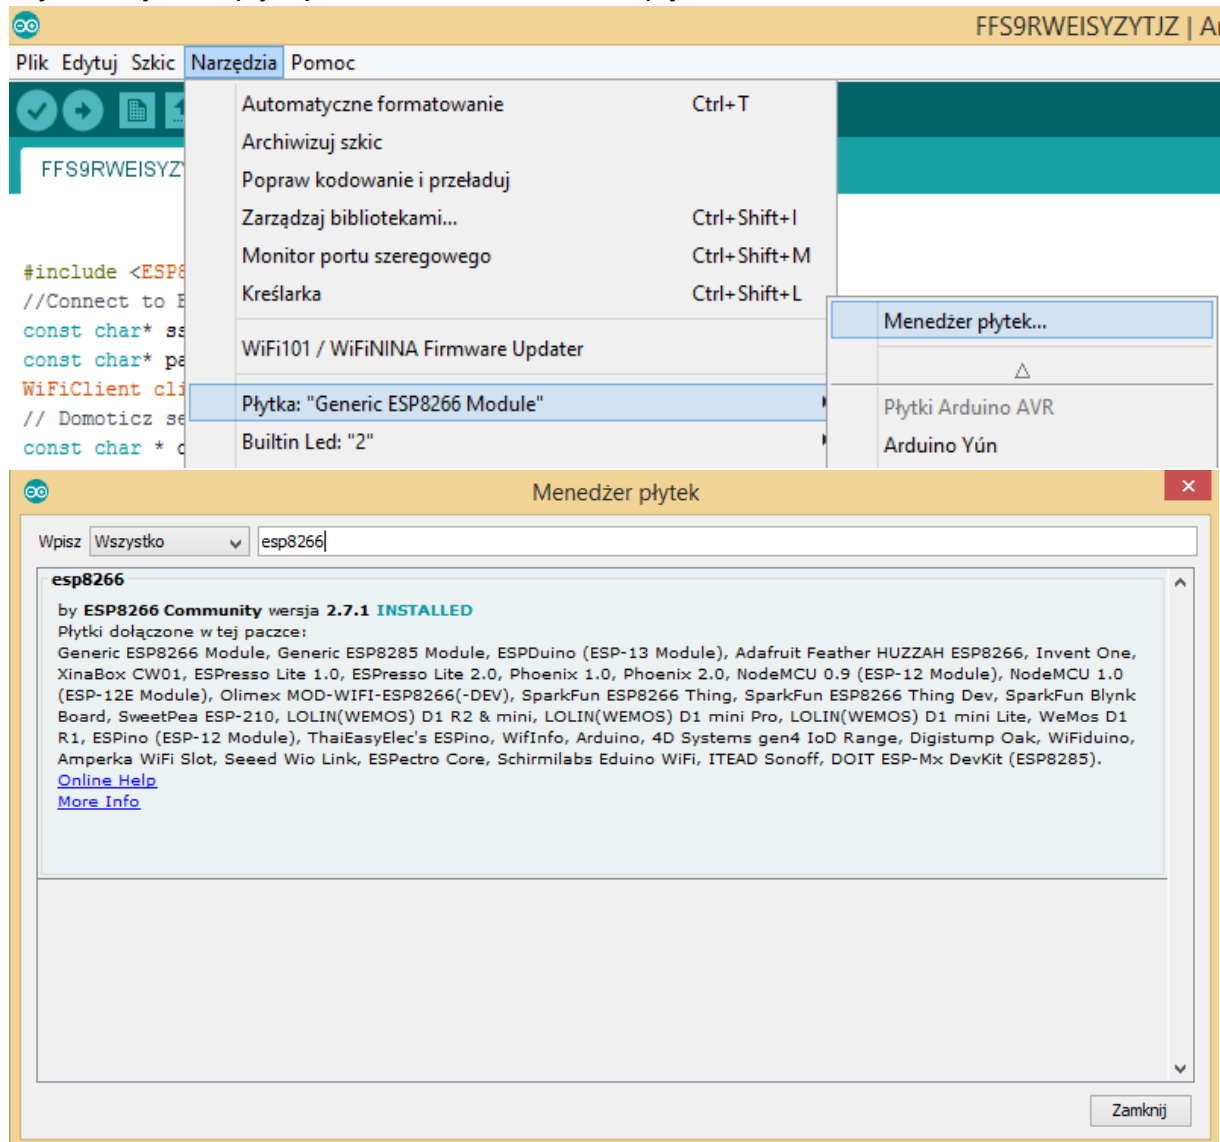 FFS9RWEISYZYTJZ |
Plik Edytuj Szkic Narzędzia Pomoc
Automatyczne formatowanie Ctrl+T
Archiwizuj szkic
FFS9RWEISYZ
Popraw kodowanie i przeładuj
Zarządzaj bibliotekami... Ctrl+Shift+I
Monitor portu szeregowego Ctrl+Shift+M
#include <ESP8
Kreślarka Ctrl+Shift+L
//Connect to
Menedżer płytek...
const char* ss
WiFi101 / WiFiNINA Firmware Updater
const char* pa
WiFiClient cli
Płytka: "Generic ESP8266 Module"
Płytki Arduino AVR
// Domoticz se
Builtin Led: "2"
Arduino Yún
const char *
Menedżer płytek
Wpisz Wszystko esp8266
esp8266
by ESP8266 Community wersja 2.7.1 INSTALLED
Płytki dołączone w tej paczce:
Generic ESP8266 Module, Generic ESP8285 Module, ESPDuino (ESP-13 Module), Adafruit Feather HUZZAH ESP8266, Invent One,
XinaBox CW01, ESPresso Lite 1.0, ESPresso Lite 2.0, Phoenix 1.0, Phoenix 2.0, NodeMCU 0.9 (ESP-12 Module), NodeMCU 1.0
(ESP-12E Module), Olimex MOD-WIFI-ESP8266(-DEV), SparkFun ESP8266 Thing, SparkFun ESP8266 Thing Dev, SparkFun Blynk
Board, SweetPea ESP-210, LOLIN(WEMOS) D1 R2 & mini, LOLIN(WEMOS) D1 mini Pro, LOLIN(WEMOS) D1 mini Lite, WeMos D1
R1, ESPino (ESP-12 Module), ThaiEasyElec's ESPino, WifInfo, Arduino, 4D Systems gen4 IoD Range, Digistump Oak, WiFiduino,
Amperka WiFi Slot, Seeed Wio Link, ESPectro Core, Schirmilabs Eduino WiFi, ITEAD Sonoff, DOIT ESP-Mx DevKit (ESP8285).
Online Help
More Info
Zamknij